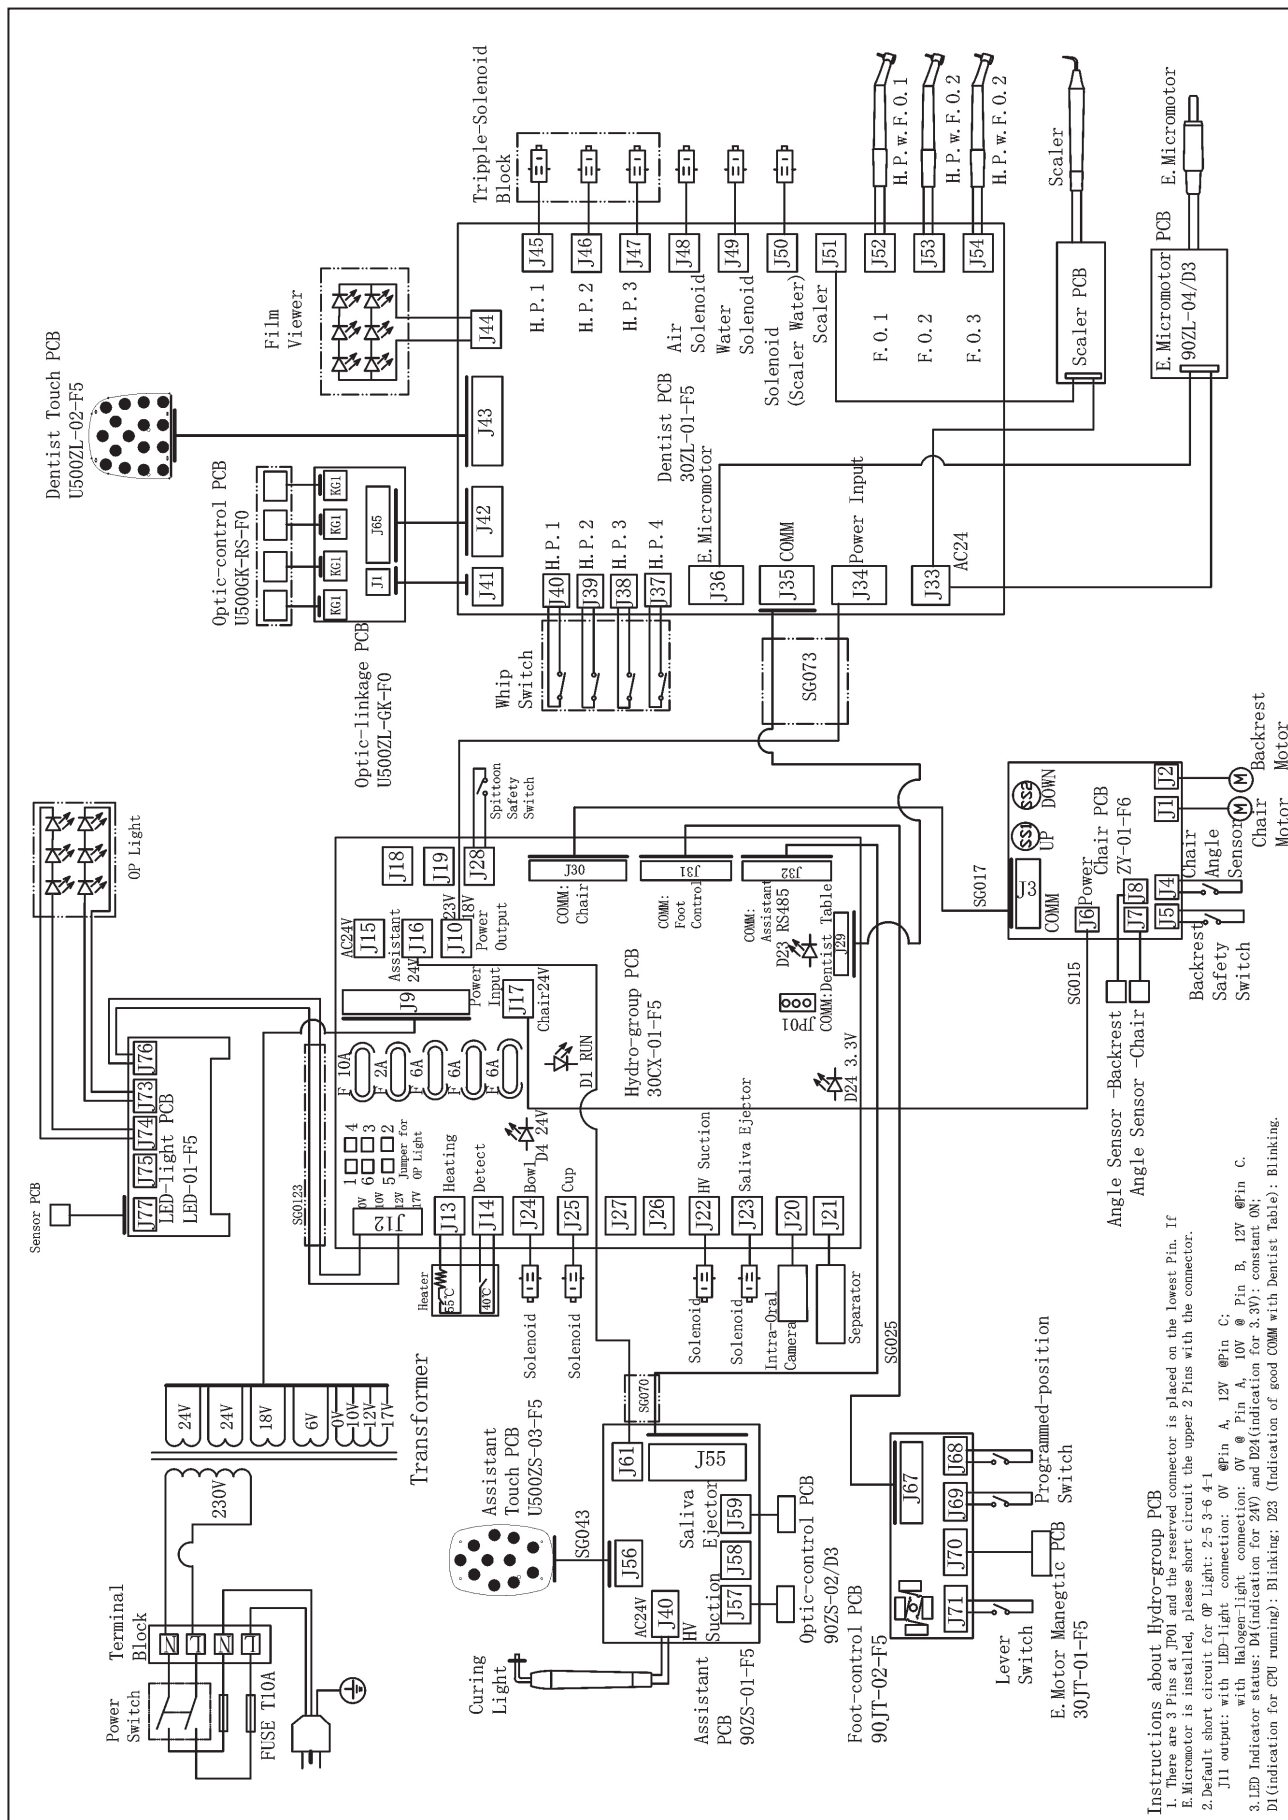 Sensor PCB
J77
J75
J74
J73
J76
LED-light PCB
LED-01-F5
OP Light
Dentist Touch PCB
U500ZL-02-F5
Optic-control PCB
U500GK-RS-F0
KG1
KG1
KG1
KG1
J1
J65
Optic-linkage PCB
U500ZL-GK-F0
Film
Viewer
Tripple-Solenoid
Block
Power
Switch
Terminal
Block
N
L
N
L
FUSE T10A
230V
24V
24V
18V
6V
0V
10V
12V
17V
Transformer
SG0123
J12
0V
10V
12V
17V
1
4
6
3
5
2
Jumper for
OP Light
F 10A
F 2A
F 6A
F 6A
F 6A
J9
Power
Input
AC24V
J15
Assistant
24V
J16
J10
23V
18V
Power
Output
J18
J19
J28
Spittoon
Safety
Switch
J17
Chair24V
Heater
55℃
40℃
J13
Heating
J14
Detect
Solenoid
J24
Bowl
Solenoid
J25
Cup
J27
J26
Solenoid
J22
HV Suction
Solenoid
J23
Saliva Ejector
Intra-Oral
Camera
J20
Separator
J21
D4 24V
D1 RUN
Hydro-group PCB
30CX-01-F5
D24 3.3V
JP01
D23 RS485
COMM:
Chair
J30
COMM:
Foot
Control
J31
COMM:
Assistant
J32
COMM:Dentist Table
J29
Whip
Switch
J40
H.P.1
J39
H.P.2
J38
H.P.3
J37
H.P.4
J41
J42
J43
J44
H.P.1
J45
H.P.2
J46
H.P.3
J47
Air
Solenoid
J48
Water
Solenoid
J49
Solenoid
(Scaler Water)
J50
Scaler
J51
F.O.1
J52
H.P.w.F.O.1
F.O.2
J53
H.P.w.F.O.2
F.O.3
J54
H.P.w.F.O.2
Dentist PCB
30ZL-01-F5
J36
E.Micromotor
J35
COMM
J34
Power Input
J33
AC24
SG073
Scaler PCB
Scaler
E.Micromotor PCB
90ZL-04/D3
E.Micromotor
Curing
Light
Assistant
Touch PCB
U500ZS-03-F5
SG043
J56
J61
SG070
J55
AC24V
J40
HV
Suction
J57
J58
Saliva
Ejector
J59
Assistant
PCB
90ZS-01-F5
Optic-control PCB
90ZS-02/D3
SG025
Foot-control PCB
90JT-02-F5
J67
J71
J70
J69
J68
Lever
Switch
E.Motor Manegtic PCB
30JT-01-F5
Programmed-position
Switch
SG017
SG015
J3
COMM
SS1
UP
SS2
DOWN
J6
Power
Chair PCB
ZY-01-F6
J7
J8
J5
J4
J1
J2
Angle Sensor -Backrest
Angle Sensor -Chair
Backrest
Safety
Switch
Chair
Angle
Sensor
M
Chair
Motor
M
Backrest
Motor
Instructions about Hydro-group PCB
1. There are 3 Pins at JP01 and the reserved connector is placed on the lowest Pin. If
E.Micromotor is installed, please short circuit the upper 2 Pins with the connector.
2.Default short circuit for OP Light: 2-5 3-6 4-1
J11 output: with LED-light connection: 0V @Pin A, 12V @Pin C;
with Halogen-light connection: 0V @ Pin A, 10V @ Pin B, 12V @Pin C.
3.LED Indicator status: D4(indication for 24V) and D24(indication for 3.3V): constant ON;
D1(indication for CPU running): Blinking; D23 (Indication of good COMM with Dentist Table): Blinking.